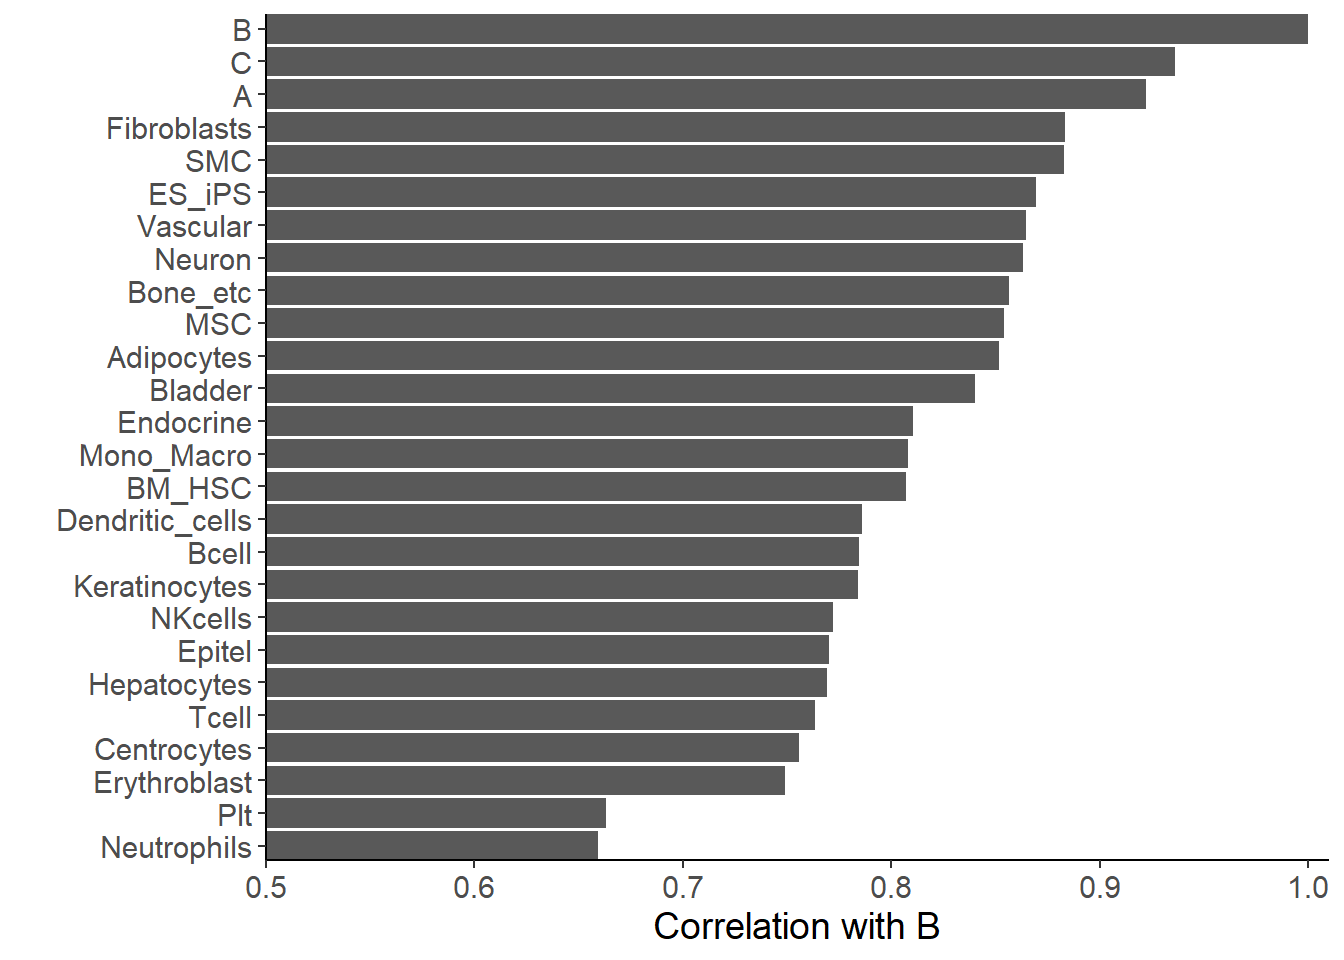 B
C
A
Fibroblasts
SMC
ES_iPS
Vascular
Neuron
Bone_etc
MSC
Adipocytes
Bladder
Endocrine
Mono_Macro
BM_HSC
Dendritic_cells
Bcell
Keratinocytes
NKcells
Epitel
Hepatocytes
Tcell
Centrocytes
Erythroblast
Plt
Neutrophils
0.5 0.6 0.7 0.8 0.9 1.0
Correlation with B